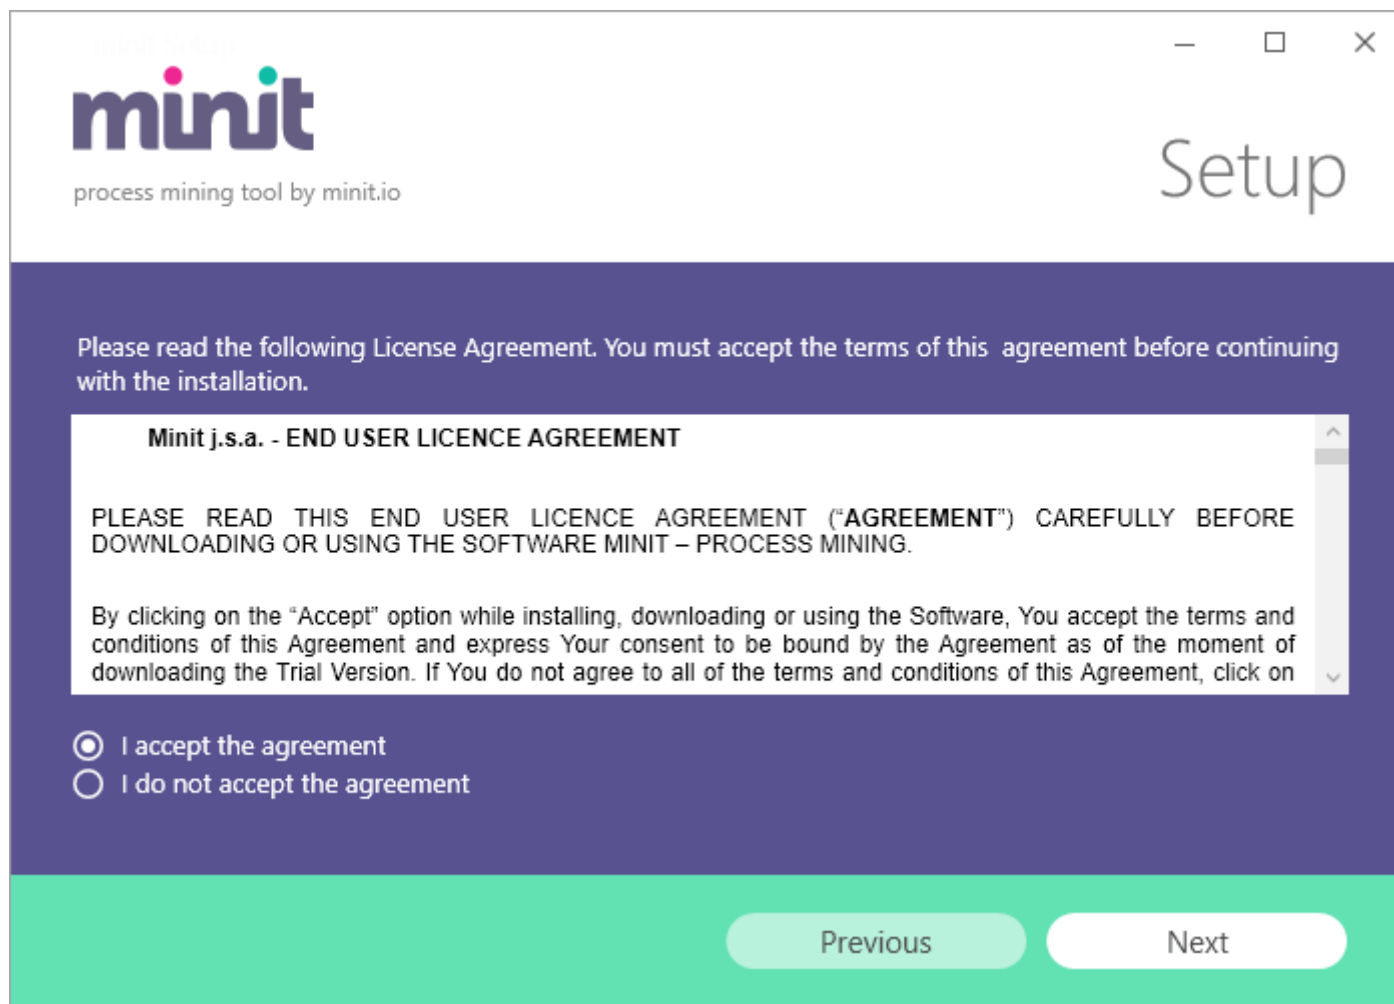 minit
process mining tool by minit.io
Setup
Please read the following License Agreement. You must accept the terms of this  agreement before continuing
with the installation.
Minit j.s.a. - END USER LICENCE AGREEMENT
PLEASE READ THIS END USER LICENCE AGREEMENT (“AGREEMENT”) CAREFULLY BEFORE
DOWNLOADING OR USING THE SOFTWARE MINIT – PROCESS MINING.
By clicking on the “Accept” option while installing, downloading or using the Software, You accept the terms and
conditions of this Agreement and express Your consent to be bound by the Agreement as of the moment of
downloading the Trial Version. If You do not agree to all of the terms and conditions of this Agreement, click on
I accept the agreement
I do not accept the agreement
Previous
Next